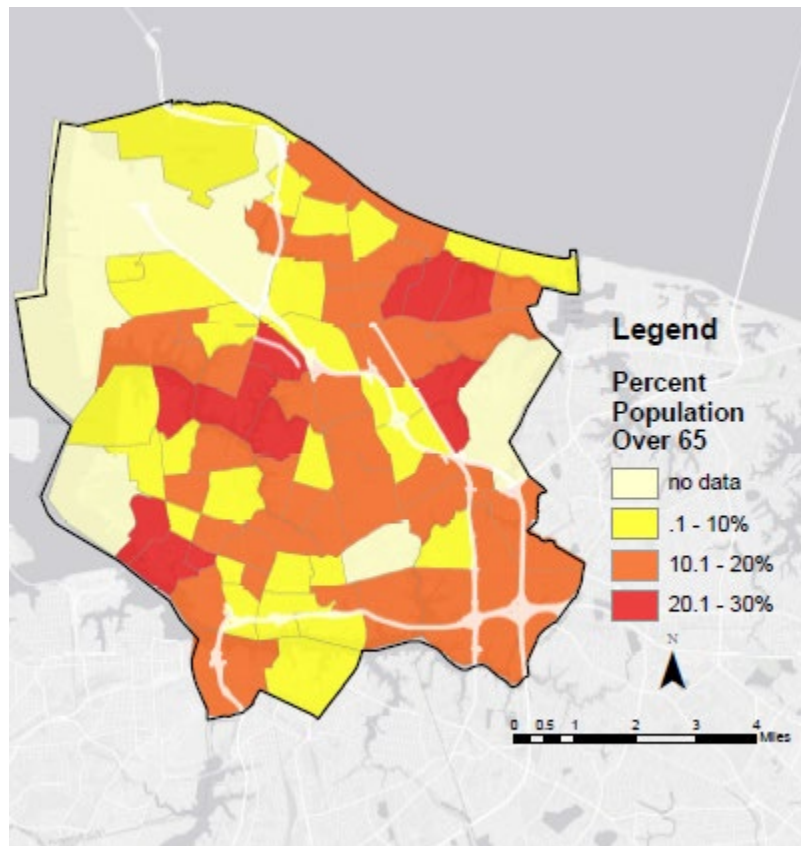 Legend
Percent
Population
Over 65
no data
.1 - 10%
10.1 - 20%
20.1 - 30%
N
0 0.5 1 2 3 4
Miles